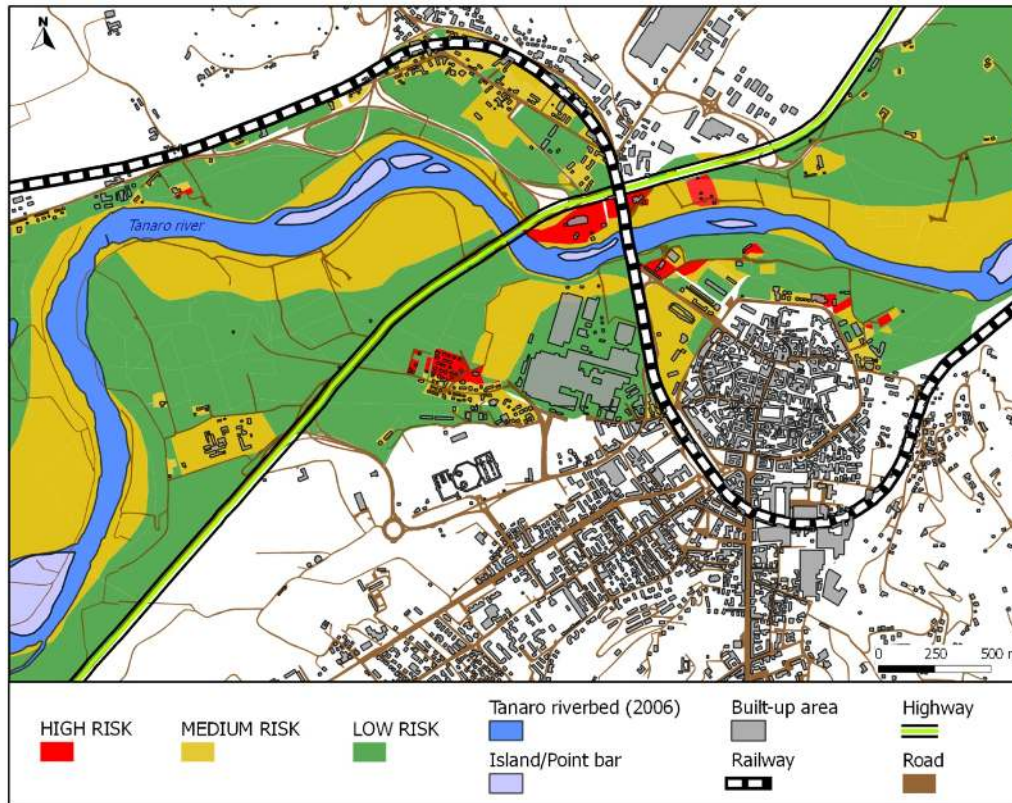 N
Tanaro river
0 250 500 m
HIGH RISK
MEDIUM RISK
LOW RISK
Tanaro riverbed (2006)
Island/Point bar
Built-up area
Railway
Highway
Road